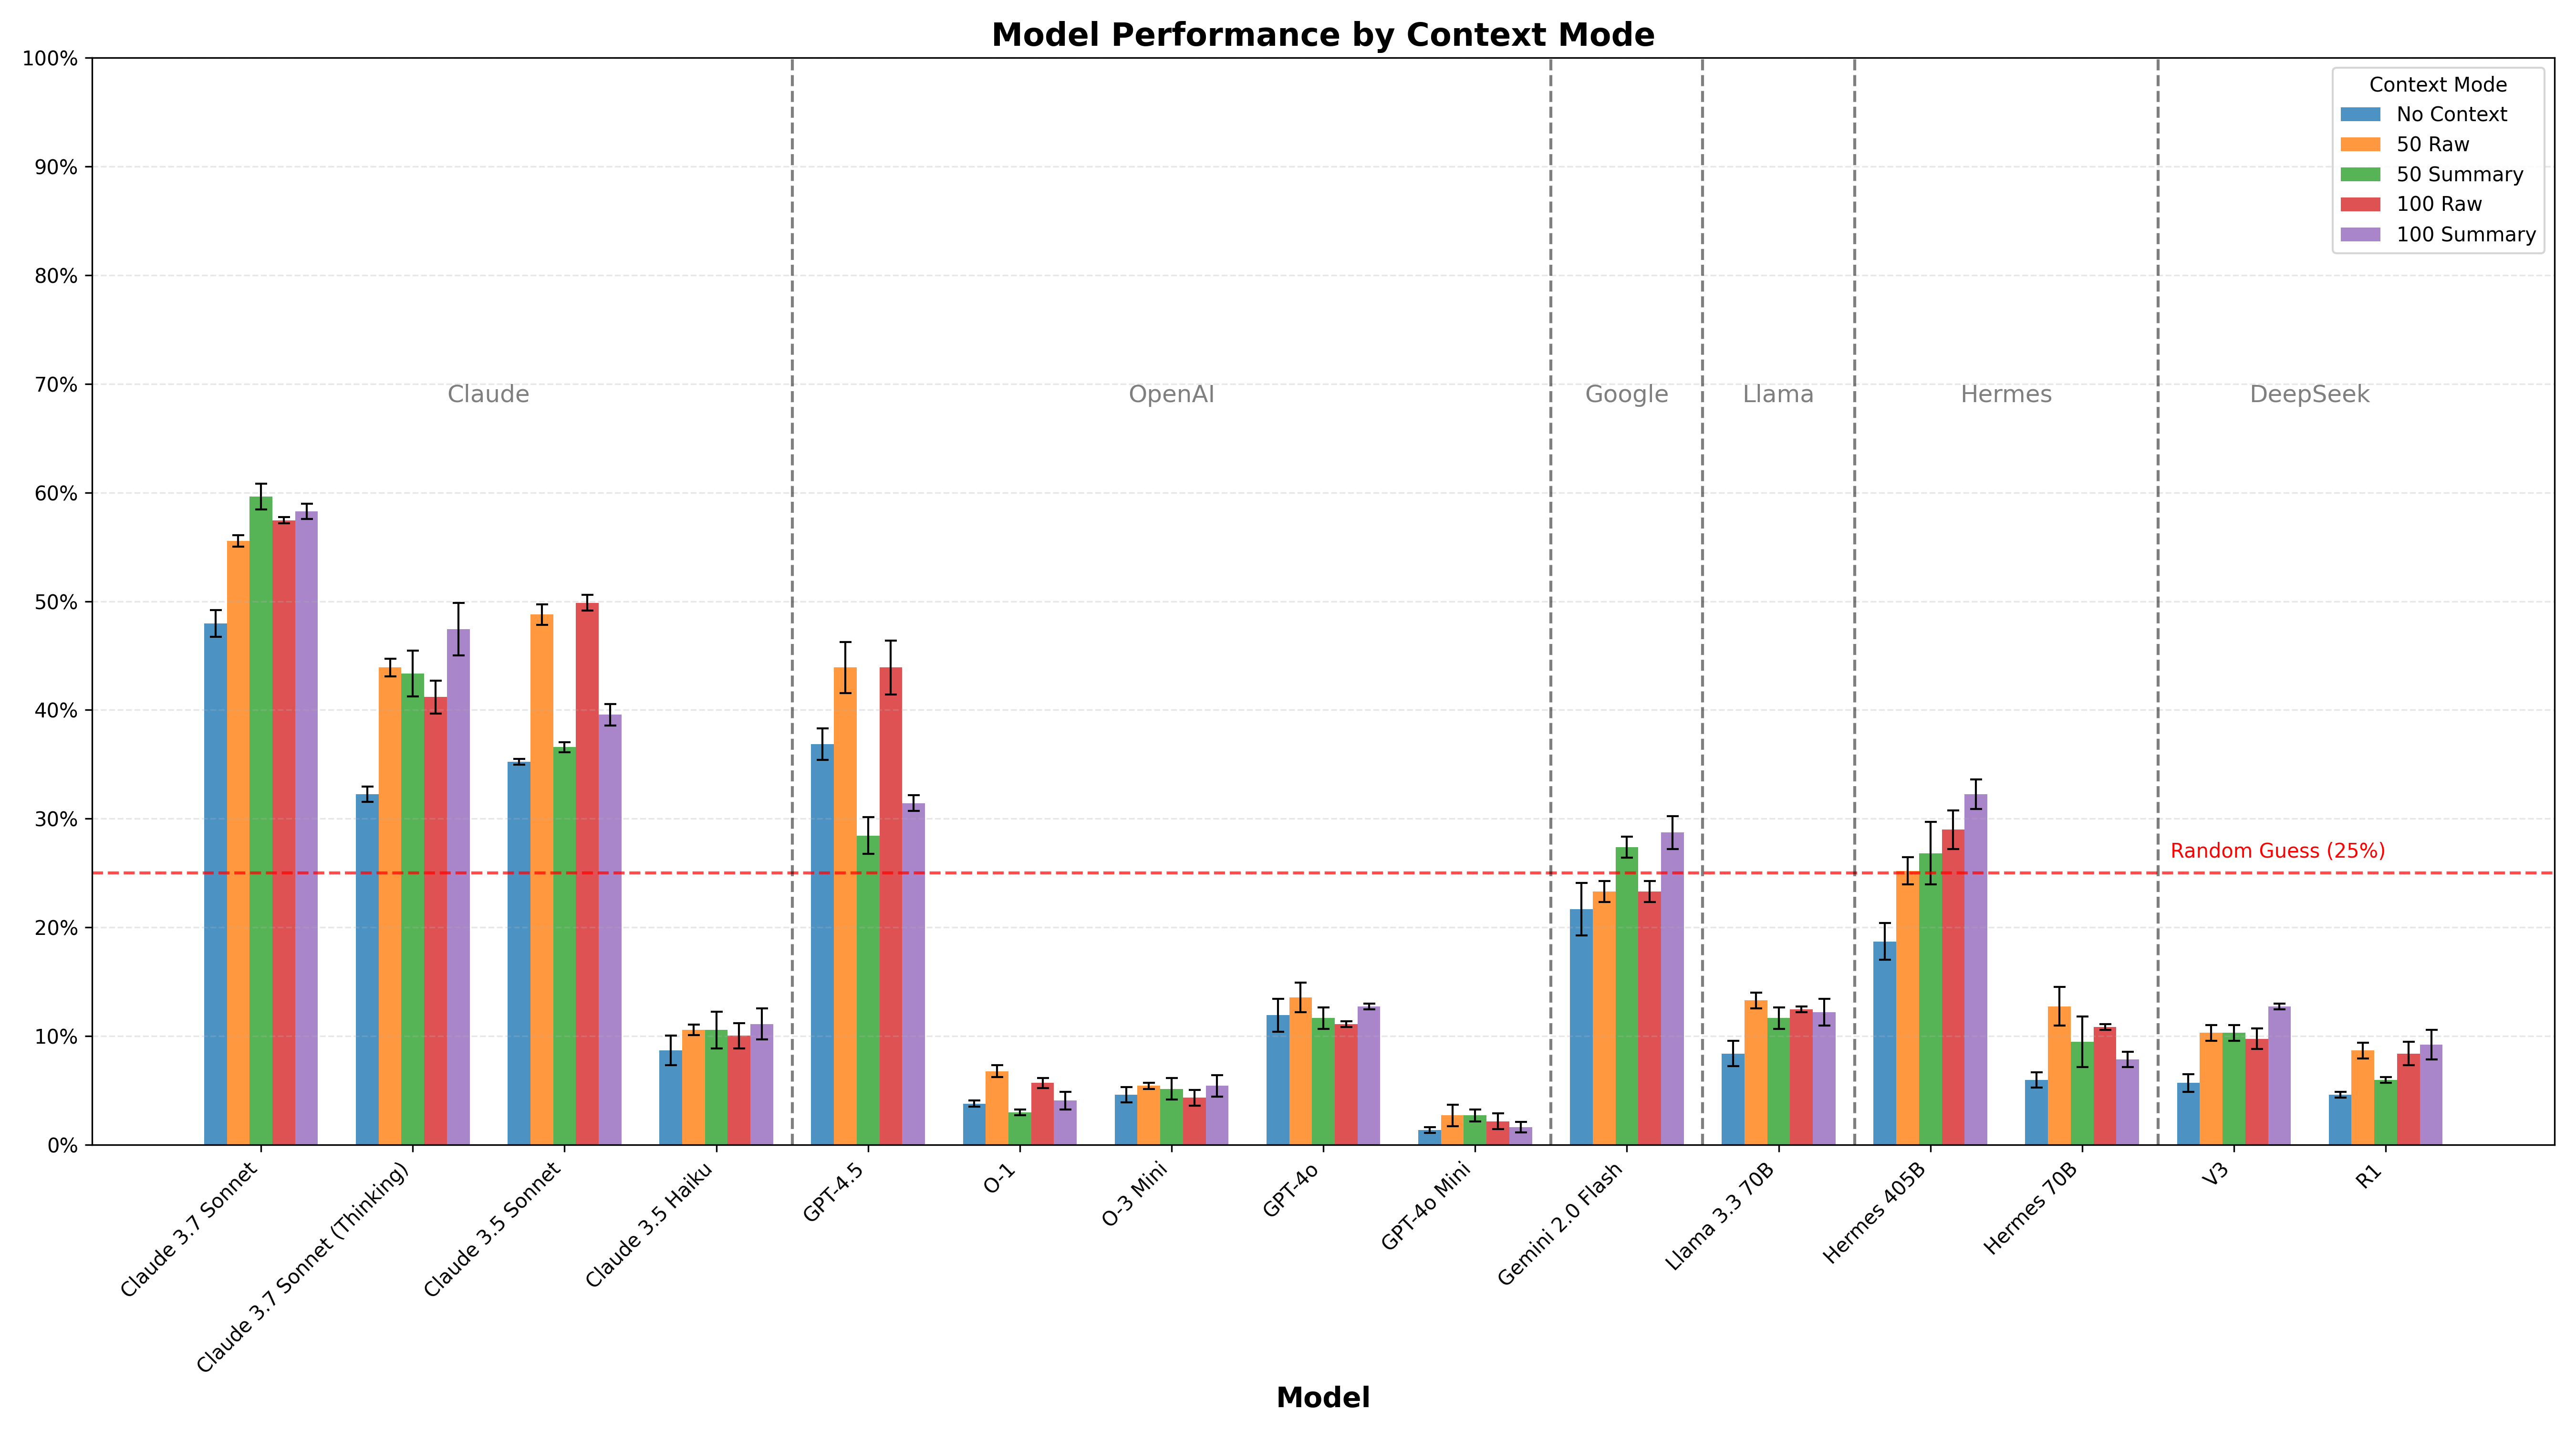 Model Performance by Context Mode
100%
90%
80%
70%
60%
50%
40%
30%
20%
10%
0%
Context Mode
No Context
50 Raw
50 Summary
100 Raw
100 Summary
Claude
OpenAI
Google
Llama
Hermes
DeepSeek
Random Guess (25%)
Claude 3.7 Sonnet
Claude 3.7 Sonnet (Thinking)
Claude 3.5 Sonnet
Claude 3.5 Haiku
GPT-4.5
O-1
O-3 Mini
GPT-4o
GPT-4o Mini
Gemini 2.0 Flash
Llama 3.3 70B
Hermes 405B
Hermes 70B
V3
R1
Model